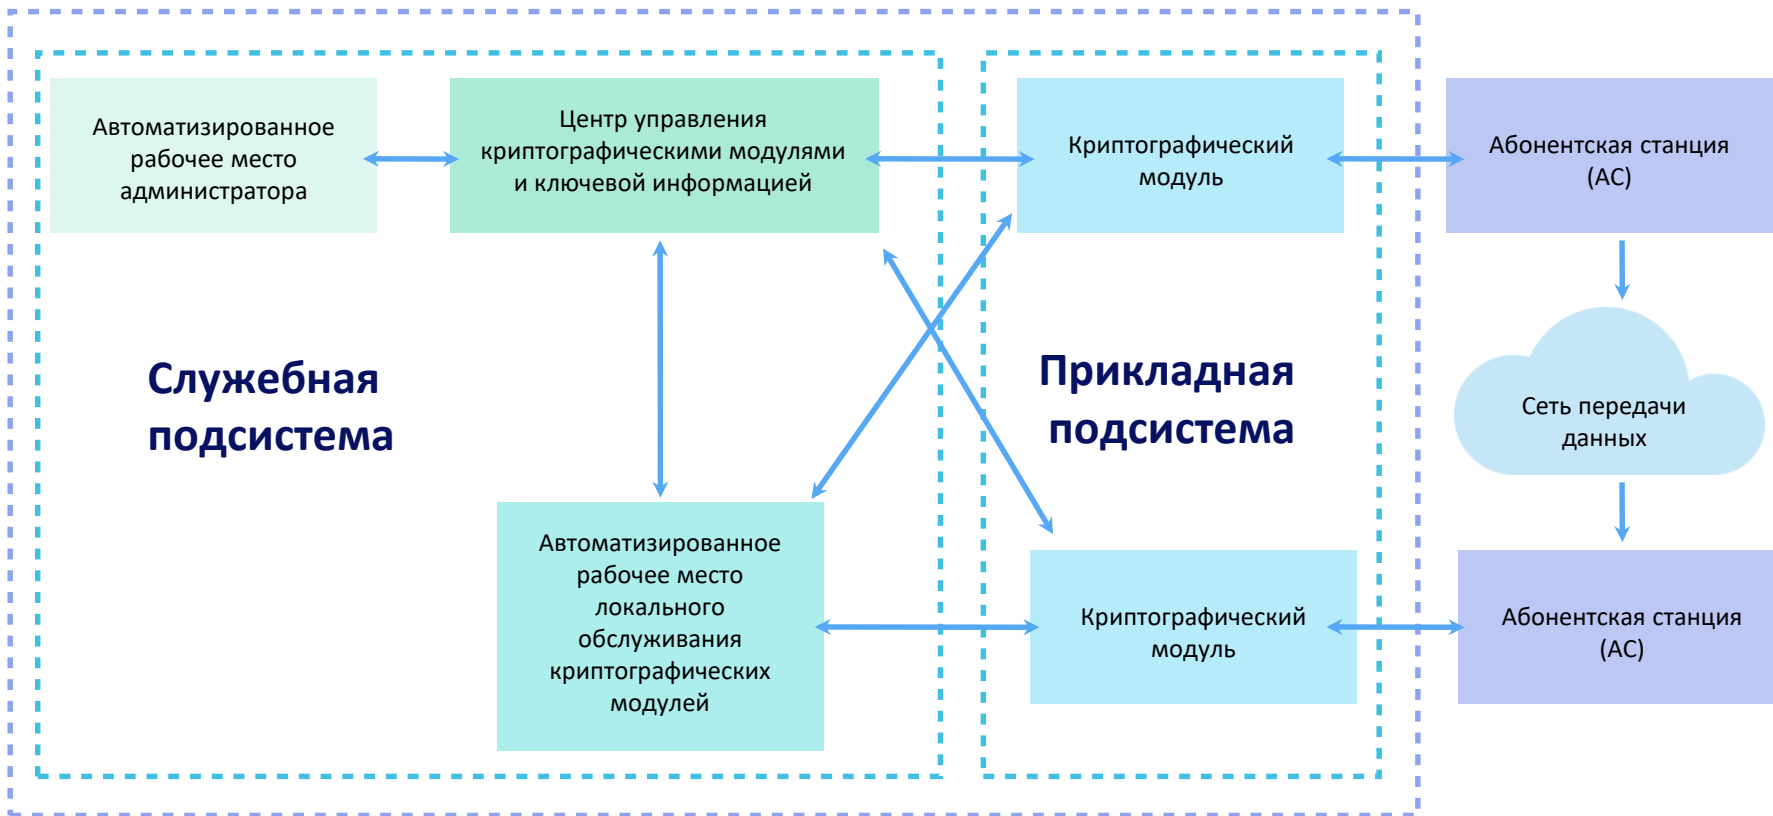 Автоматизированное
рабочее место
администратора
Центр управления
криптографическими модулями
и ключевой информацией
Криптографический
модуль
Абонентская станция
(АС)
Служебная
подсистема
Прикладная
подсистема
Сеть передачи
данных
Автоматизированное
рабочее место
локального
обслуживания
криптографических
модулей
Криптографический
модуль
Абонентская станция
(АС)